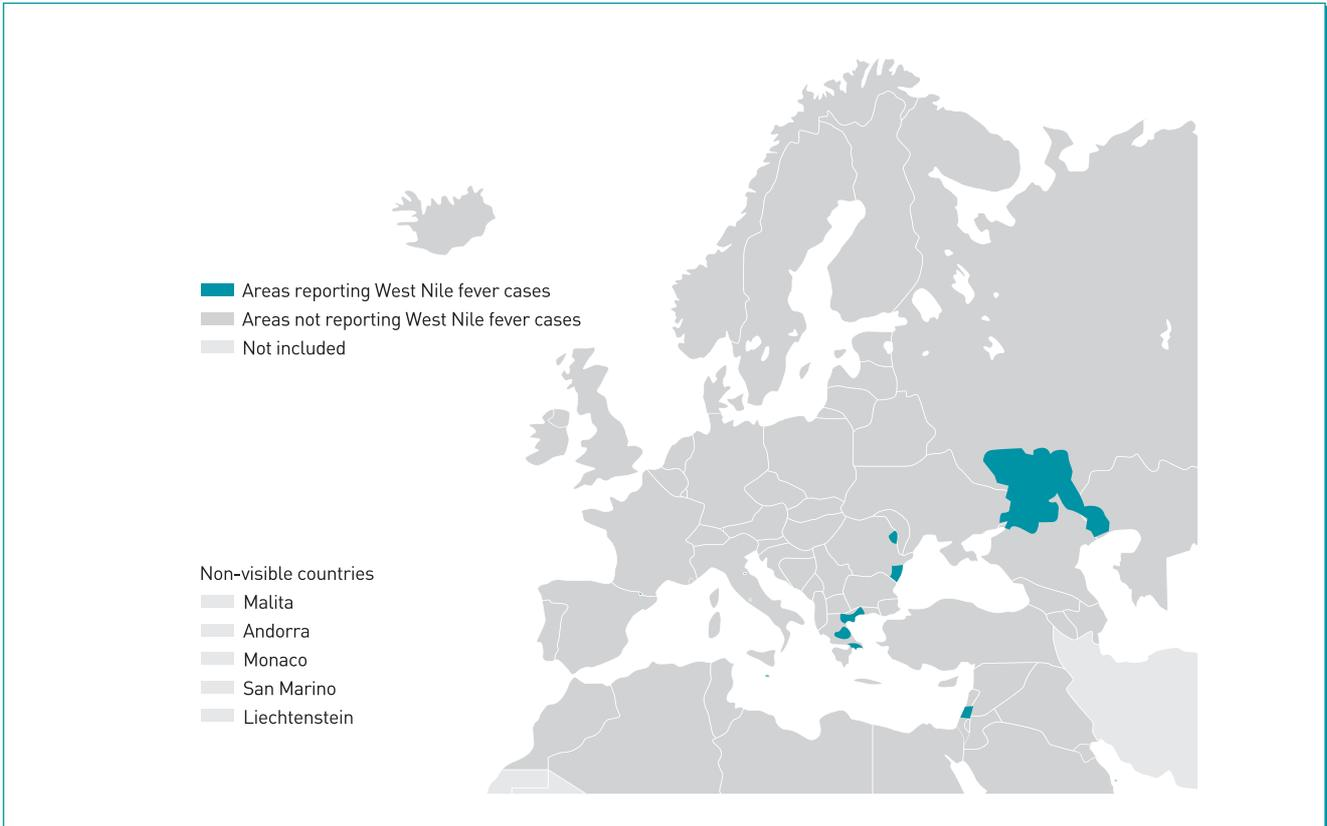 Areas reporting West Nile fever cases
Areas not reporting West Nile fever cases
Not included
Non-visible countries
Malita
Andorra
Monaco
San Marino
Liechtenstein